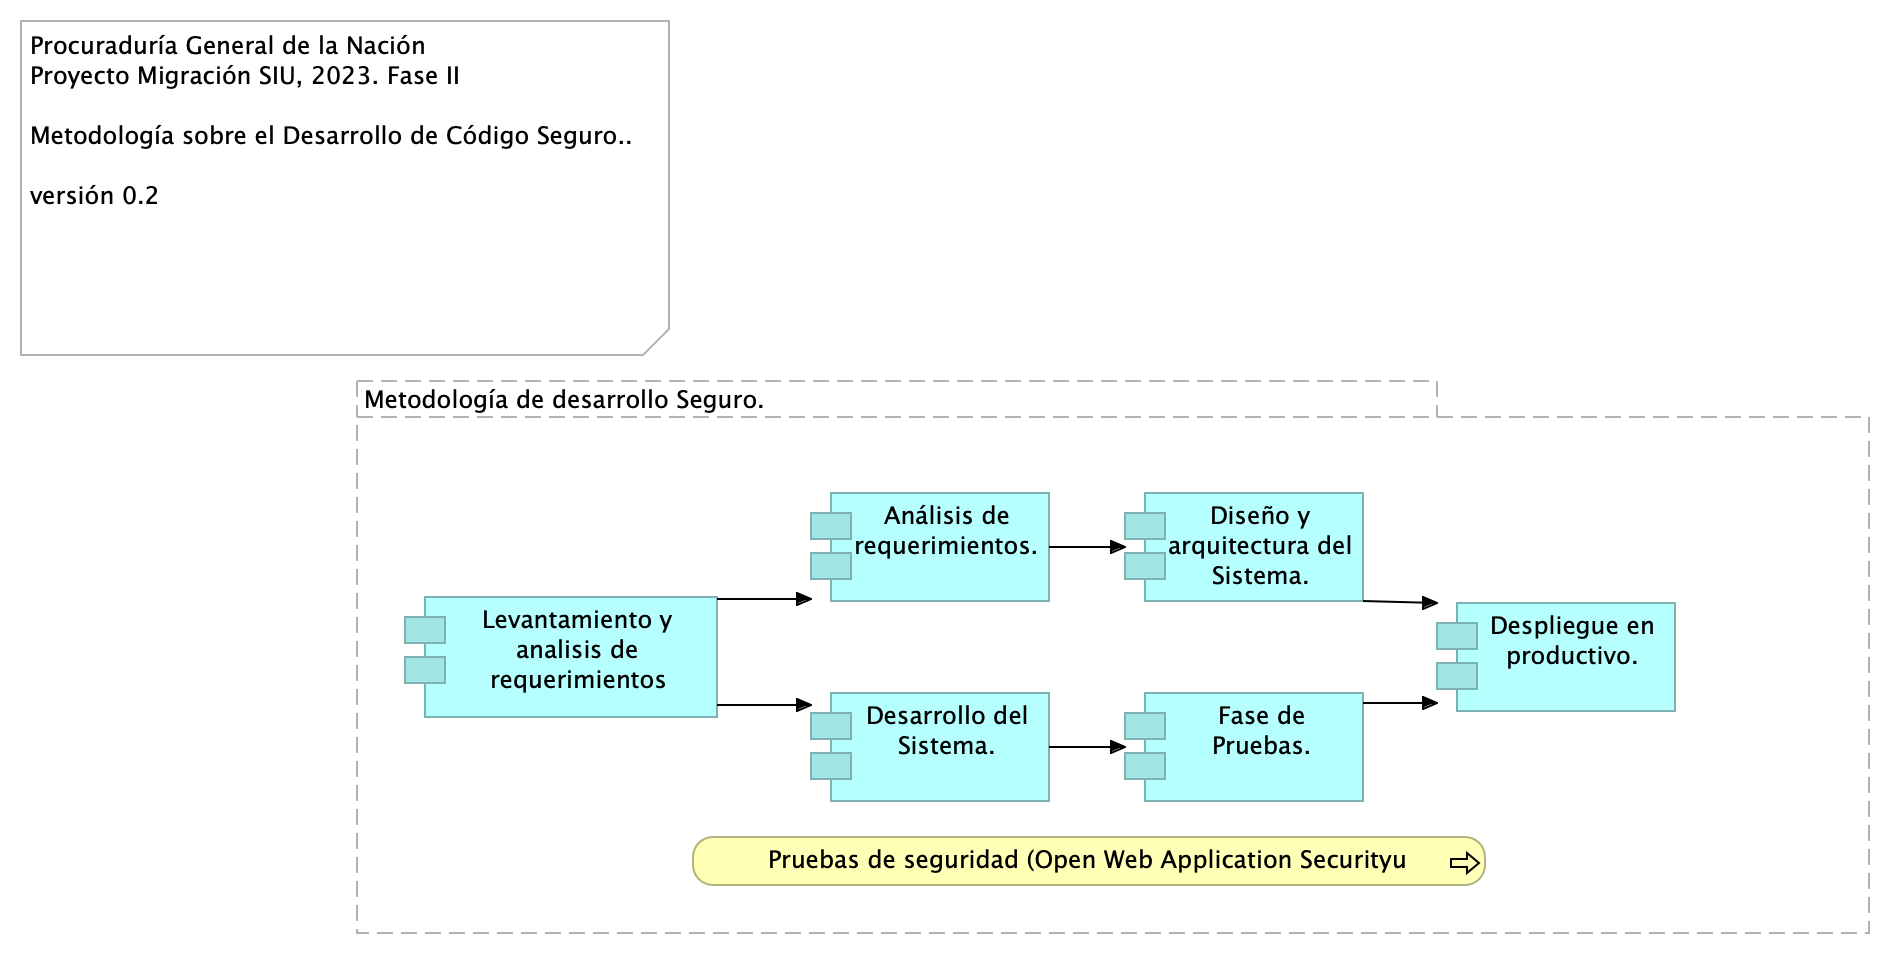 Procuraduría General de la Nación
Proyecto Migración SIU, 2023. Fase II
Metodología sobre el Desarrollo de Código Seguro..
versión 0.2
Metodología de desarrollo Seguro.
Levantamiento y
analisis de
requerimientos
Análisis de
requerimientos.
Diseño y
arquitectura del
Sistema.
Desarrollo del
Sistema.
Fase de
Pruebas.
Despliegue en
productivo.
Pruebas de seguridad (Open Web Application Securityu